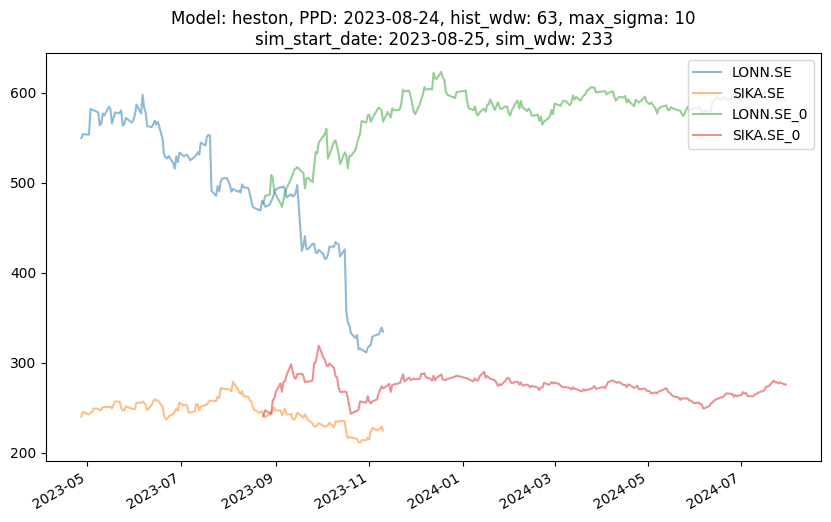 Model: heston, PPD: 2023-08-24, hist_wdw: 63, max_sigma: 10
sim_start_date: 2023-08-25, sim_wdw: 233
LONN.SE
SIKA.SE
LONN.SE_0
SIKA.SE_0
600
500
400
300
200
2023-05
2023-07
2023-09
2023-11
2024-01
2024-03
2024-05
2024-07